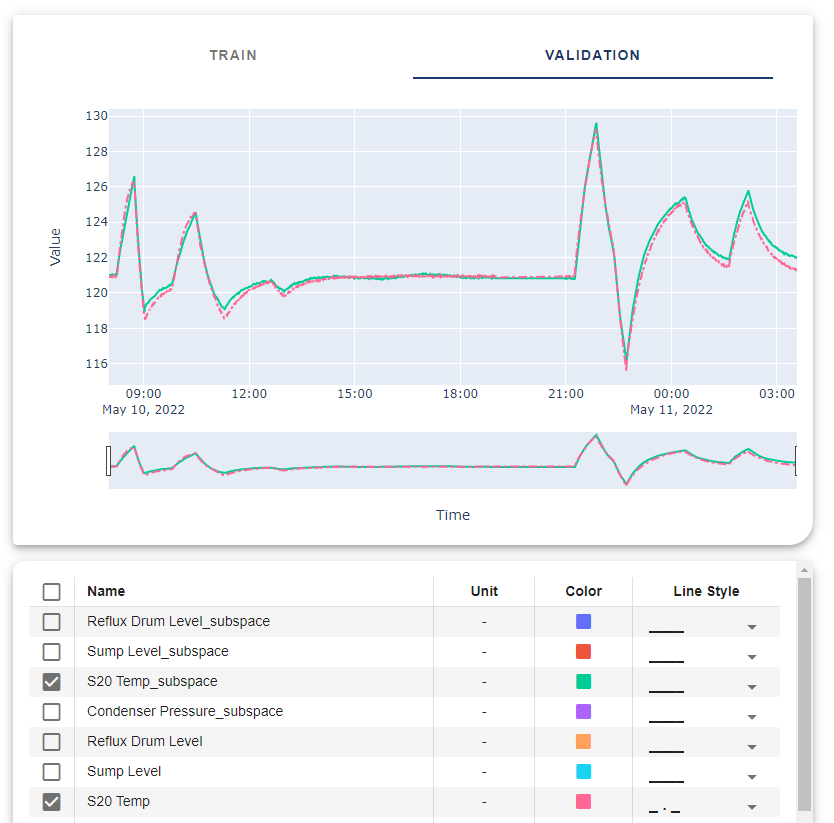 TRAIN VALIDATION
130
128
126
124
122
120
118
116
Value
09:00 12:00 15:00 18:00 21:00 00:00 03:00
May 10, 2022 May 11, 2022
Time
Name Unit Color Line Style
Reflux Drum Level_subspace -
Sump Level_subspace -
S20 Temp_subspace -
Condenser Pressure_subspace -
Reflux Drum Level -
Sump Level -
S20 Temp -